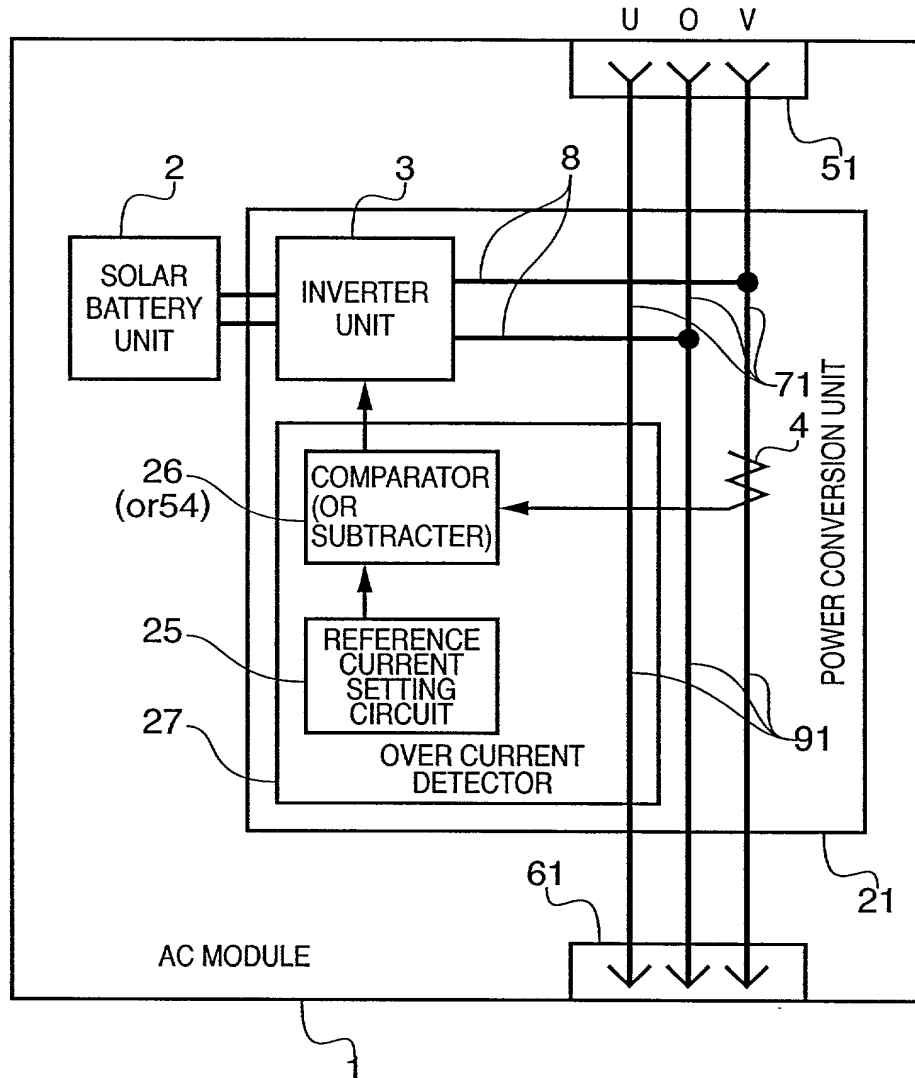 U O V
51
2
3
8
SOLAR
BATTERY
UNIT
INVERTER
UNIT
71
4
POWER CONVERSION UNIT
26
(or54)
COMPARATOR
(OR
SUBTRACTER)
25
REFERENCE
CURRENT
SETTING
CIRCUIT
27
OVER CURRENT
DETECTOR
91
61
21
AC MODULE
1